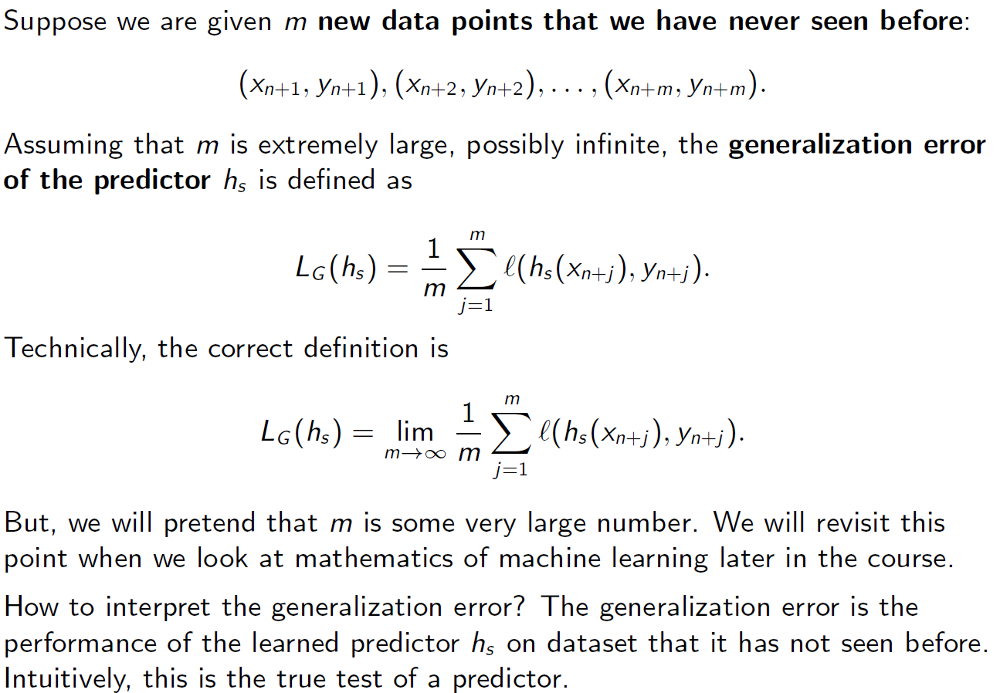 Suppose we are given m new data points that we have never seen before:
(x_{n+1}, y_{n+1}), (x_{n+2}, y_{n+2}), . . . , (x_{n+m}, y_{n+m}).
Assuming that m is extremely large, possibly infinite, the generalization error
of the predictor h_s is defined as
L_G(h_s) = \frac{1}{m} \sum_{j=1}^{m} ℓ(h_s(x_{n+j}), y_{n+j}).
Technically, the correct definition is
L_G(h_s) = \lim_{m→∞} \frac{1}{m} \sum_{j=1}^{m} ℓ(h_s(x_{n+j}), y_{n+j}).
But, we will pretend that m is some very large number. We will revisit this
point when we look at mathematics of machine learning later in the course.
How to interpret the generalization error? The generalization error is the
performance of the learned predictor h_s on dataset that it has not seen before.
Intuitively, this is the true test of a predictor.